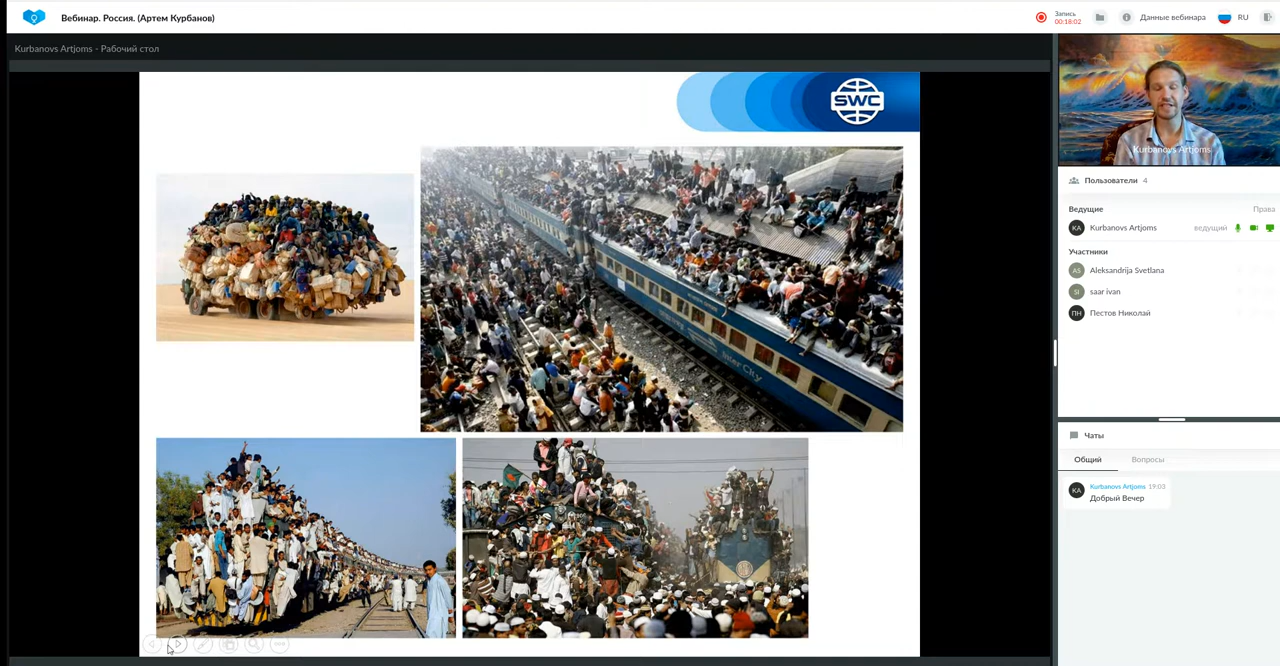 Вебинар. Россия. (Артем Курбанов)
Запись
00:18:02
Данные вебинара
RU
Kurbanovs Artjoms - Рабочий стол
SWC
Inter City
Kurbanovs Artjoms
Пользователи 4
Ведущие
Права
KA Kurbanovs Artjoms ведущий
Участники
AS Aleksandrija Svetlana
SI saar ivan
ПН Пестов Николай
Чаты
Общий
Вопросы
KA Kurbanovs Artjoms 19:03
Добрый Вечер